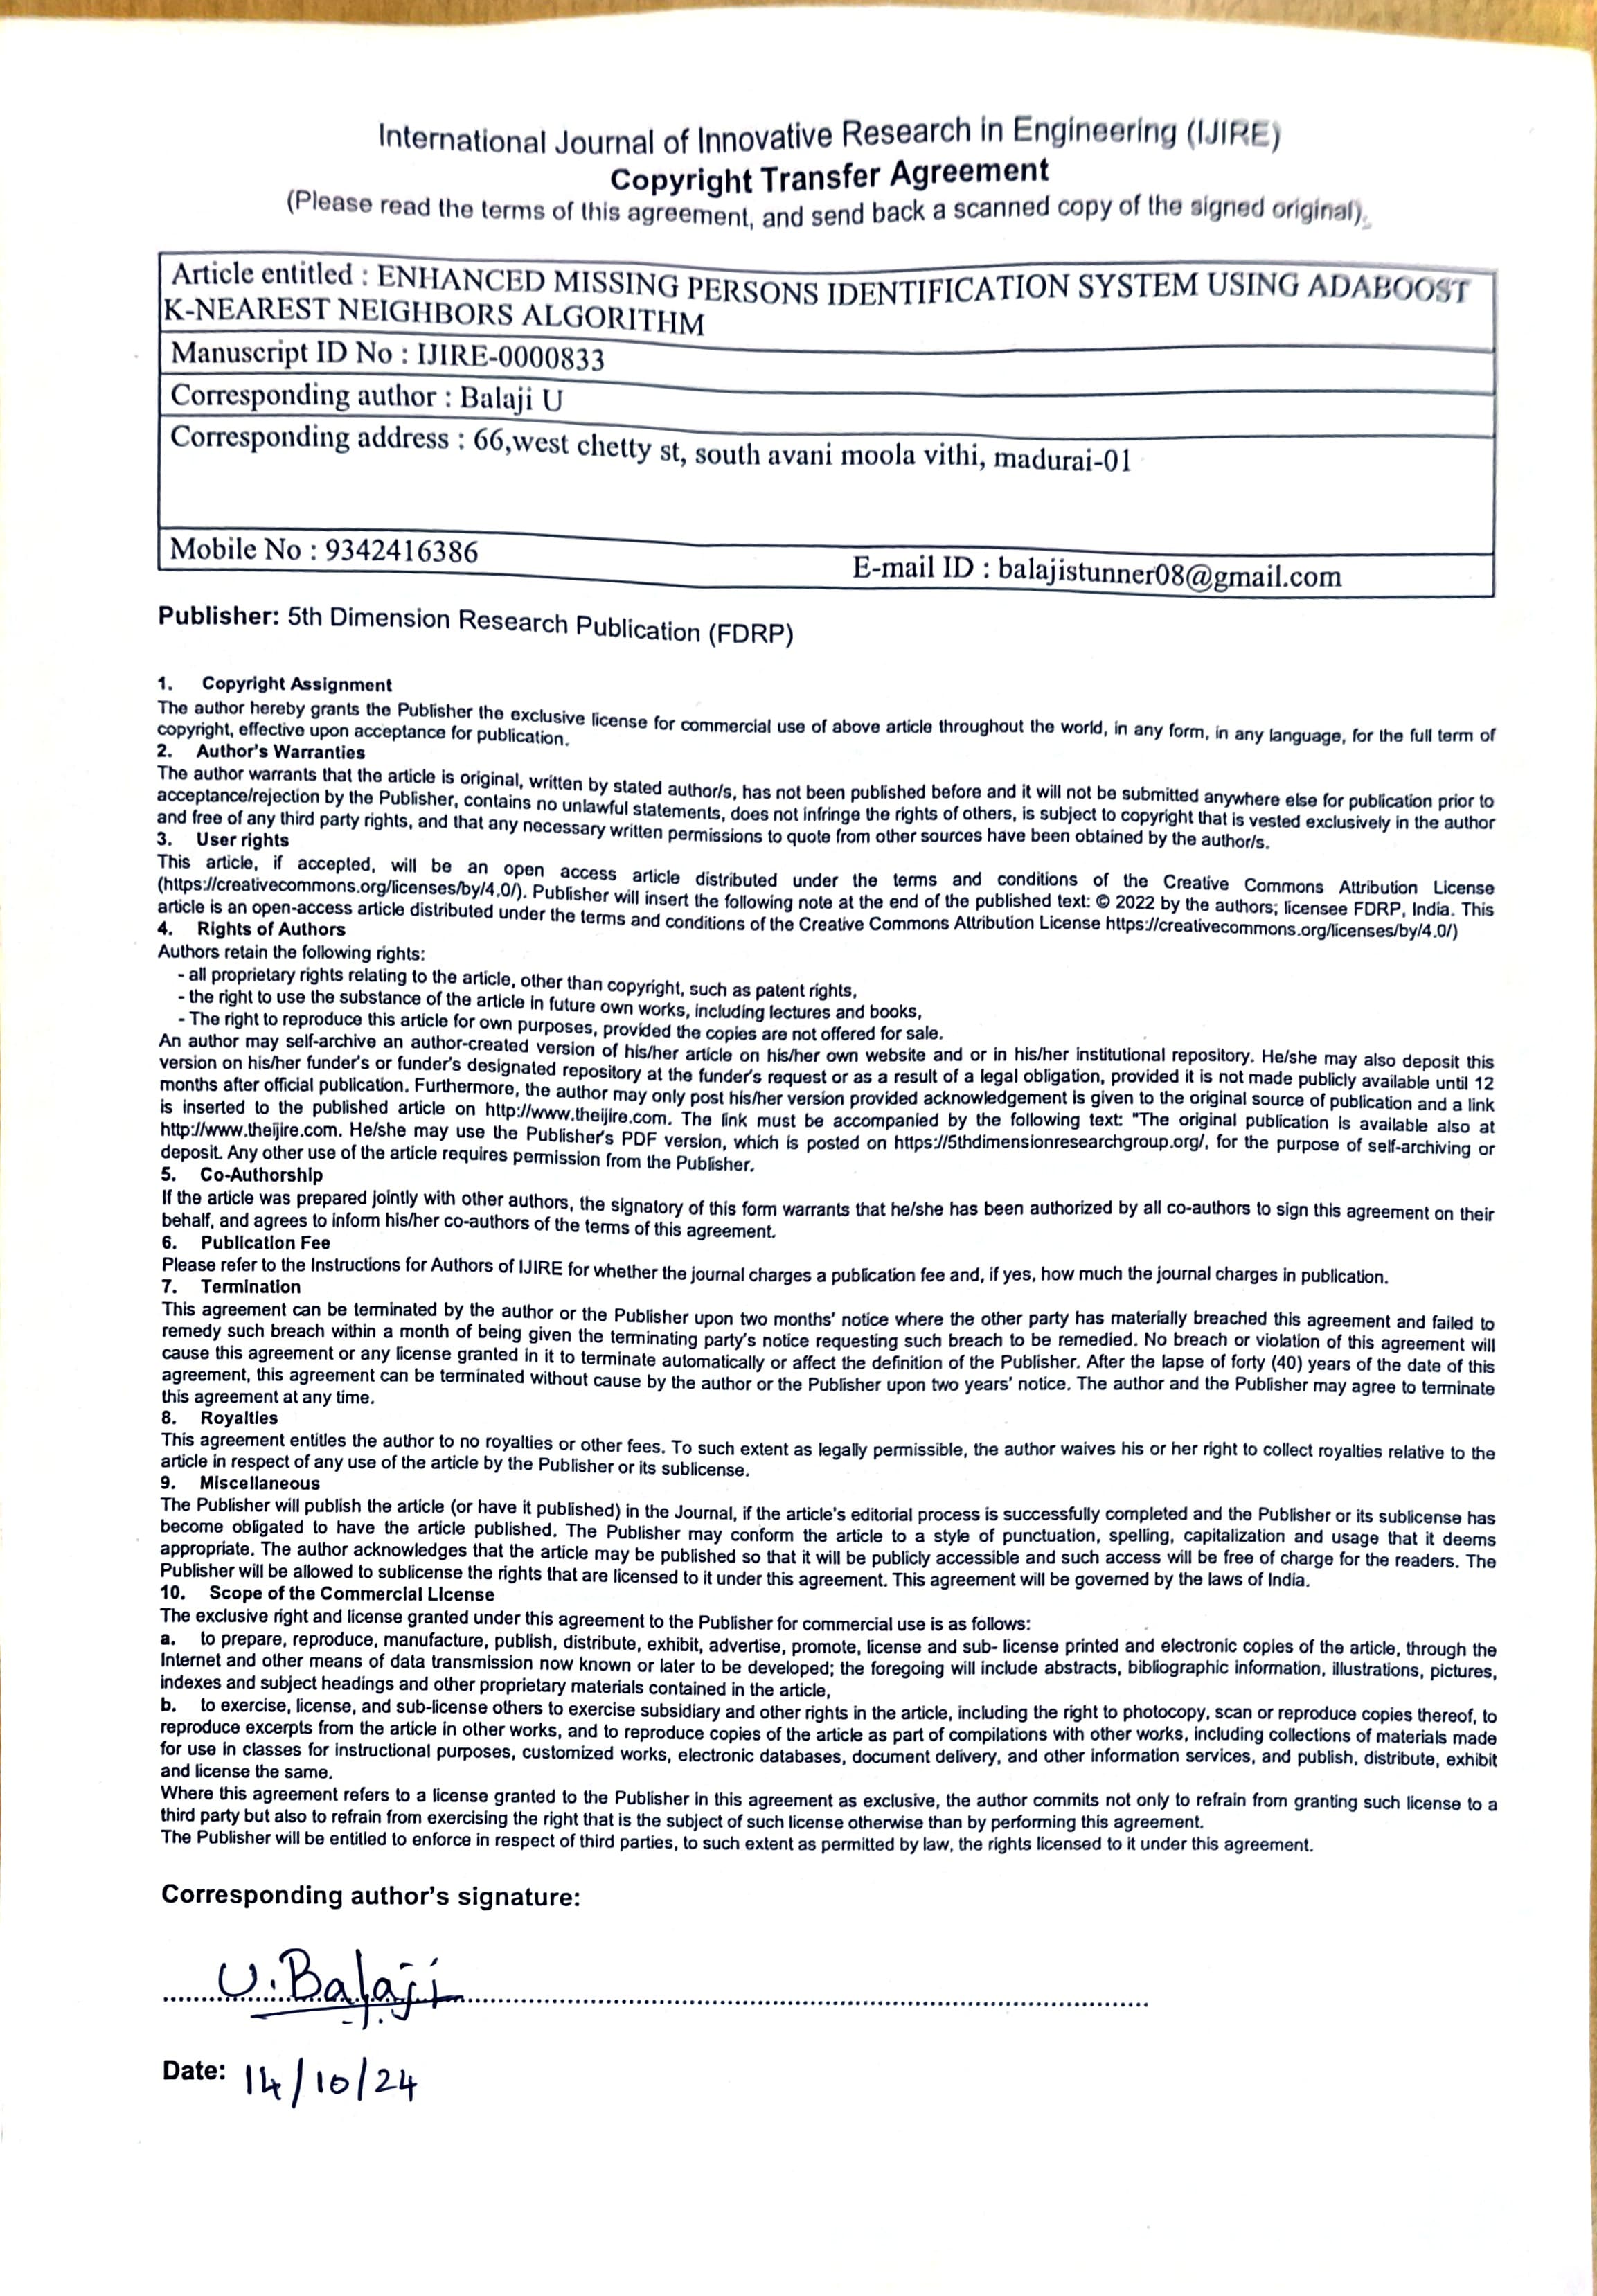 International Journal of Innovative Research in Engineering (IJIRE)
Copyright Transfer Agreement
(Please read the terms of this agreement, and send back a scanned copy of the signed original).
Article entitled : ENHANCED MISSING PERSONS IDENTIFICATION SYSTEM USING ADABOOST
K-NEAREST NEIGHBORS ALGORITHM
Manuscript ID No : IJIRE-0000833
Corresponding author : Balaji U
Corresponding address : 66,west chetty st, south avani moola vithi, madurai-01
Mobile No : 9342416386 E-mail ID : balajistunner08@gmail.com
Publisher: 5th Dimension Research Publication (FDRP)
1. Copyright Assignment
The author hereby grants the Publisher the exclusive license for commercial use of above article throughout the world, in any form, in any language, for the full term of
copyright, effective upon acceptance for publication.
2. Author's Warranties
The author warrants that the article is original, written by stated author/s, has not been published before and it will not be submitted anywhere else for publication prior to
acceptance/rejection by the Publisher, contains no unlawful statements, does not infringe the rights of others, is subject to copyright that is vested exclusively in the author
and free of any third party rights, and that any necessary written permissions to quote from other sources have been obtained by the author/s.
3. User rights
This article, if accepted, will be an open access article distributed under the terms and conditions of the Creative Commons Attribution License
(https://creativecommons.org/licenses/by/4.0/). Publisher will insert the following note at the end of the published text: © 2022 by the authors; licensee FDRP, India. This
article is an open-access article distributed under the terms and conditions of the Creative Commons Attribution License https://creativecommons.org/licenses/by/4.0/)
4. Rights of Authors
Authors retain the following rights:
- all proprietary rights relating to the article, other than copyright, such as patent rights,
- the right to use the substance of the article in future own works, including lectures and books,
- The right to reproduce this article for own purposes, provided the copies are not offered for sale.
An author may self-archive an author-created version of his/her article on his/her own website and or in his/her institutional repository. He/she may also deposit this
version on his/her funder's or funder's designated repository at the funder's request or as a result of a legal obligation, provided it is not made publicly available until 12
months after official publication. Furthermore, the author may only post his/her version provided acknowledgement is given to the original source of publication and a link
is inserted to the published article on http://www.theijire.com. The link must be accompanied by the following text: "The original publication is available also at
http://www.theijire.com. He/she may use the Publisher's PDF version, which is posted on https://5thdimensionresearchgroup.org/, for the purpose of self-archiving or
deposit. Any other use of the article requires permission from the Publisher.
5. Co-Authorship
If the article was prepared jointly with other authors, the signatory of this form warrants that he/she has been authorized by all co-authors to sign this agreement on their
behalf, and agrees to inform his/her co-authors of the terms of this agreement.
6. Publication Fee
Please refer to the Instructions for Authors of IJIRE for whether the journal charges a publication fee and, if yes, how much the journal charges in publication.
7. Termination
This agreement can be terminated by the author or the Publisher upon two months' notice where the other party has materially breached this agreement and failed to
remedy such breach within a month of being given the terminating party's notice requesting such breach to be remedied. No breach or violation of this agreement will
cause this agreement or any license granted in it to terminate automatically or affect the definition of the Publisher. After the lapse of forty (40) years of the date of this
agreement, this agreement can be terminated without cause by the author or the Publisher upon two years' notice. The author and the Publisher may agree to terminate
this agreement at any time.
8. Royalties
This agreement entitles the author to no royalties or other fees. To such extent as legally permissible, the author waives his or her right to collect royalties relative to the
article in respect of any use of the article by the Publisher or its sublicense.
9. Miscellaneous
The Publisher will publish the article (or have it published) in the Journal, if the article's editorial process is successfully completed and the Publisher or its sublicense has
become obligated to have the article published. The Publisher may conform the article to a style of punctuation, spelling, capitalization and usage that it deems
appropriate. The author acknowledges that the article may be published so that it will be publicly accessible and such access will be free of charge for the readers. The
Publisher will be allowed to sublicense the rights that are licensed to it under this agreement. This agreement will be governed by the laws of India.
10. Scope of the Commercial License
The exclusive right and license granted under this agreement to the Publisher for commercial use is as follows:
a. to prepare, reproduce, manufacture, publish, distribute, exhibit, advertise, promote, license and sub- license printed and electronic copies of the article, through the
Internet and other means of data transmission now known or later to be developed; the foregoing will include abstracts, bibliographic information, illustrations, pictures,
indexes and subject headings and other proprietary materials contained in the article,
b. to exercise, license, and sub-license others to exercise subsidiary and other rights in the article, including the right to photocopy, scan or reproduce copies thereof, to
reproduce excerpts from the article in other works, and to reproduce copies of the article as part of compilations with other works, including collections of materials made
for use in classes for instructional purposes, customized works, electronic databases, document delivery, and other information services, and publish, distribute, exhibit
and license the same.
Where this agreement refers to a license granted to the Publisher in this agreement as exclusive, the author commits not only to refrain from granting such license to a
third party but also to refrain from exercising the right that is the subject of such license otherwise than by performing this agreement.
The Publisher will be entitled to enforce in respect of third parties, to such extent as permitted by law, the rights licensed to it under this agreement.
Corresponding author's signature:
U.Balaji
Date: 14/10/24